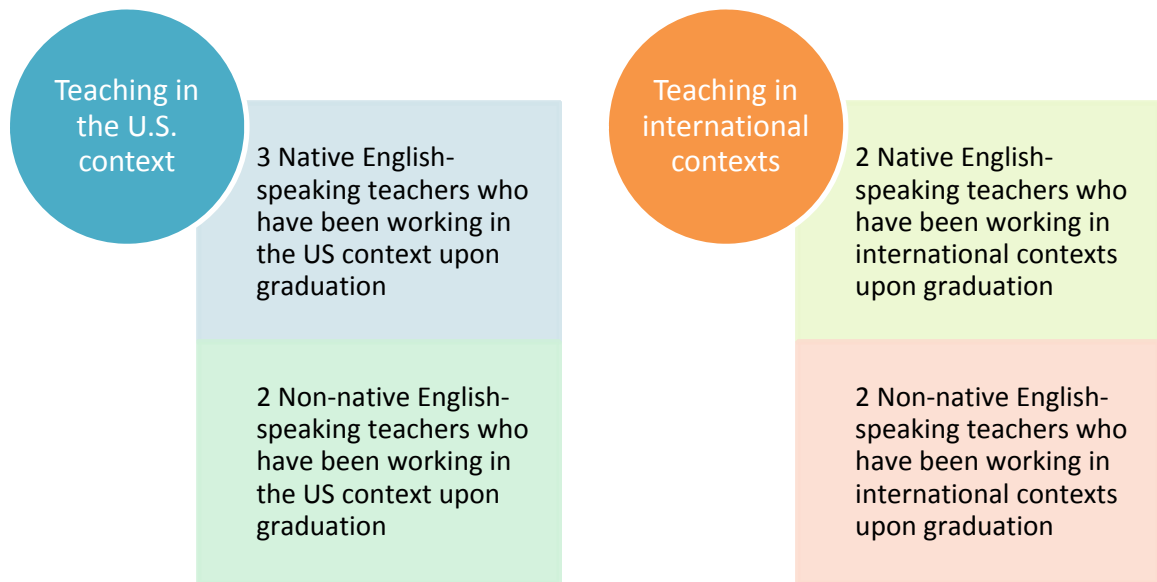 Teaching in
the U.S.
context
3 Native English-
speaking teachers who
have been working in
the US context upon
graduation
2 Non-native English-
speaking teachers who
have been working in
the US context upon
graduation
Teaching in
international
contexts
2 Native English-
speaking teachers who
have been working in
international contexts
upon graduation
2 Non-native English-
speaking teachers who
have been working in
international contexts
upon graduation